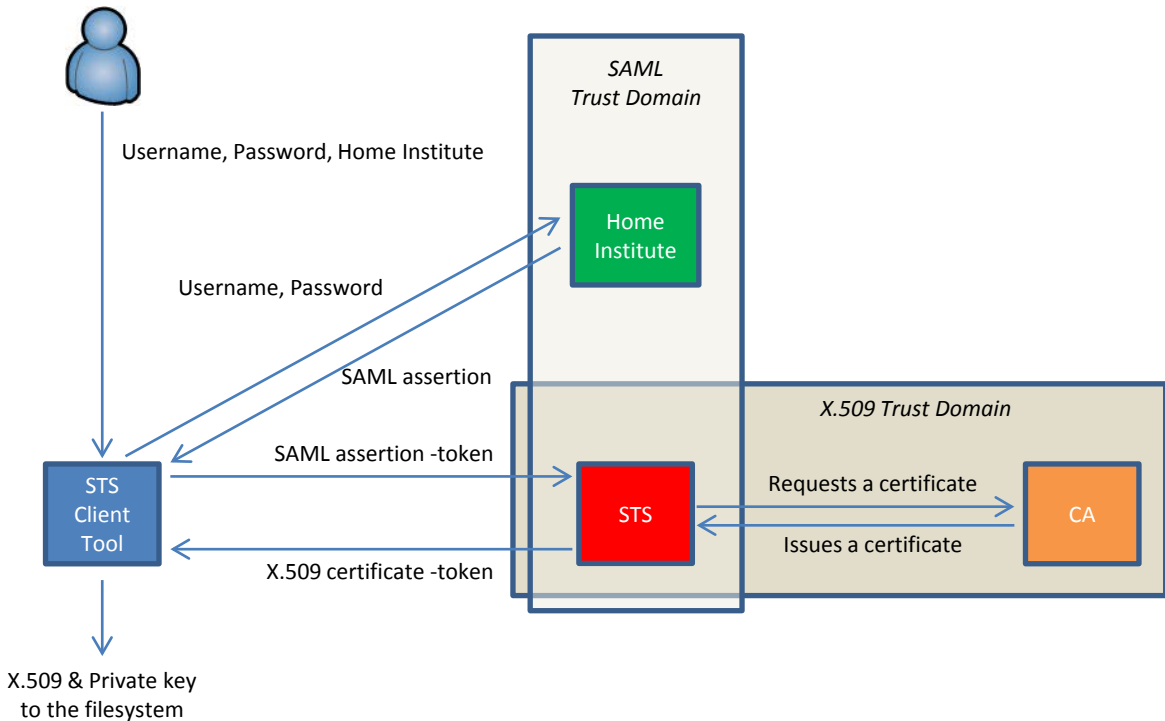 SAML
Trust Domain
Username, Password, Home Institute
Home
Institute
Username, Password
SAML assertion
X.509 Trust Domain
SAML assertion -token
STS
Client
Tool
STS
Requests a certificate
Issues a certificate
CA
X.509 certificate -token
X.509 & Private key
to the filesystem